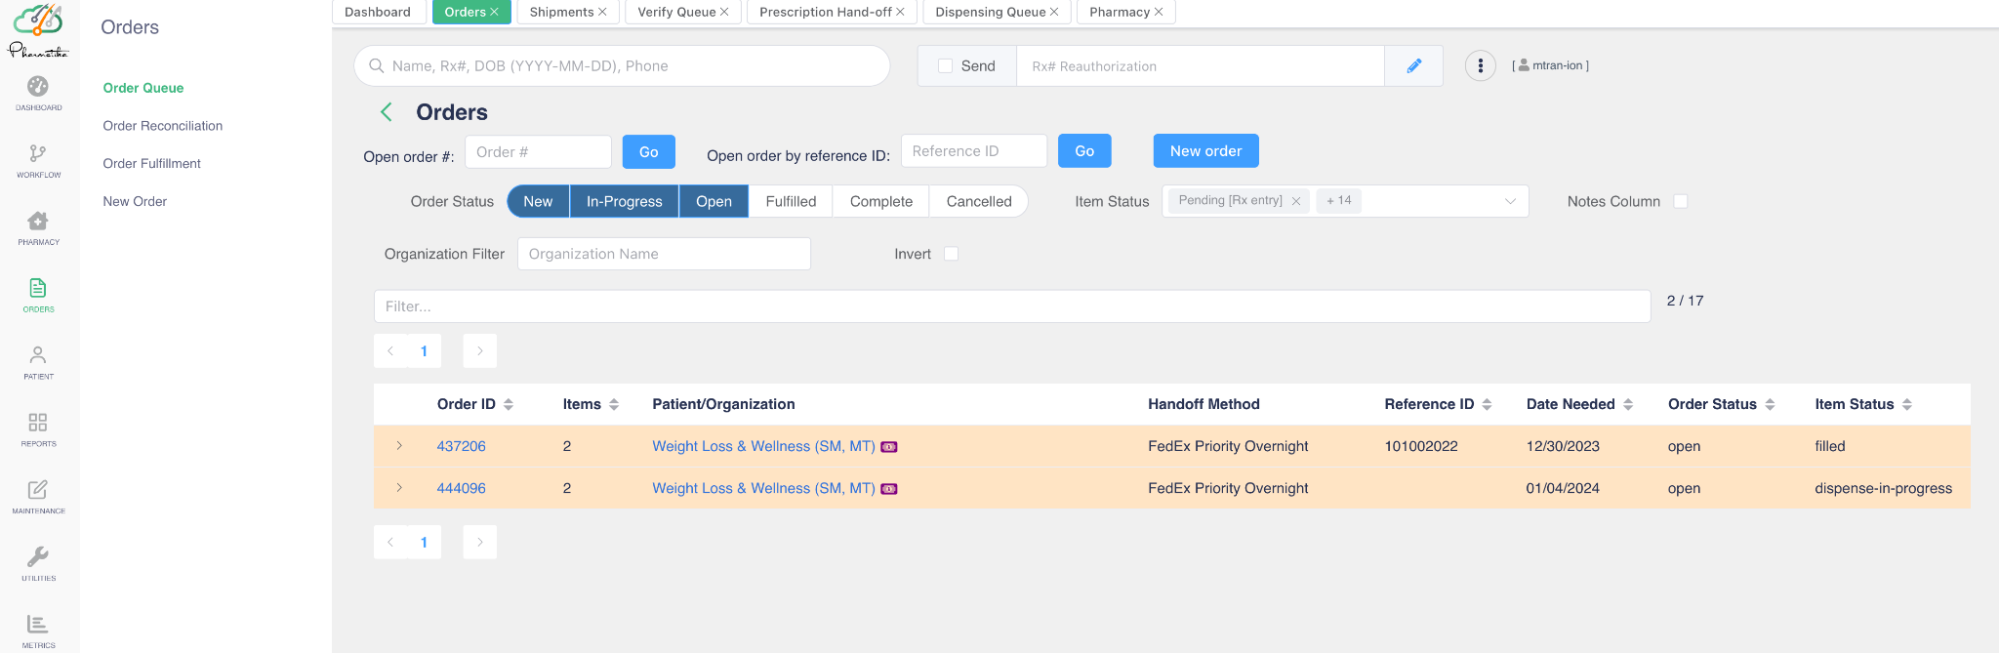 Pharmetika
DASHBOARD
WORKFLOW
PHARMACY
ORDERS
PATIENT
REPORTS
MAINTENANCE
UTILITIES
METRICS
Orders
Order Queue
Order Reconciliation
Order Fulfillment
New Order
Dashboard Orders Shipments Verify Queue Prescription Hand-off Dispensing Queue Pharmacy
Name, Rx#, DOB (YYYY-MM-DD), Phone Send Rx# Reauthorization [ mtran-ion ]
Orders
Open order #: Order # Go Open order by reference ID: Reference ID Go New order
Order Status New In-Progress Open Fulfilled Complete Cancelled Item Status Pending [Rx entry] + 14 Notes Column
Organization Filter Organization Name Invert
Filter... 2 / 17
1
Order ID Items Patient/Organization Handoff Method Reference ID Date Needed Order Status Item Status
437206 2 Weight Loss & Wellness (SM, MT) FedEx Priority Overnight 101002022 12/30/2023 open filled
444096 2 Weight Loss & Wellness (SM, MT) FedEx Priority Overnight 01/04/2024 open dispense-in-progress
1